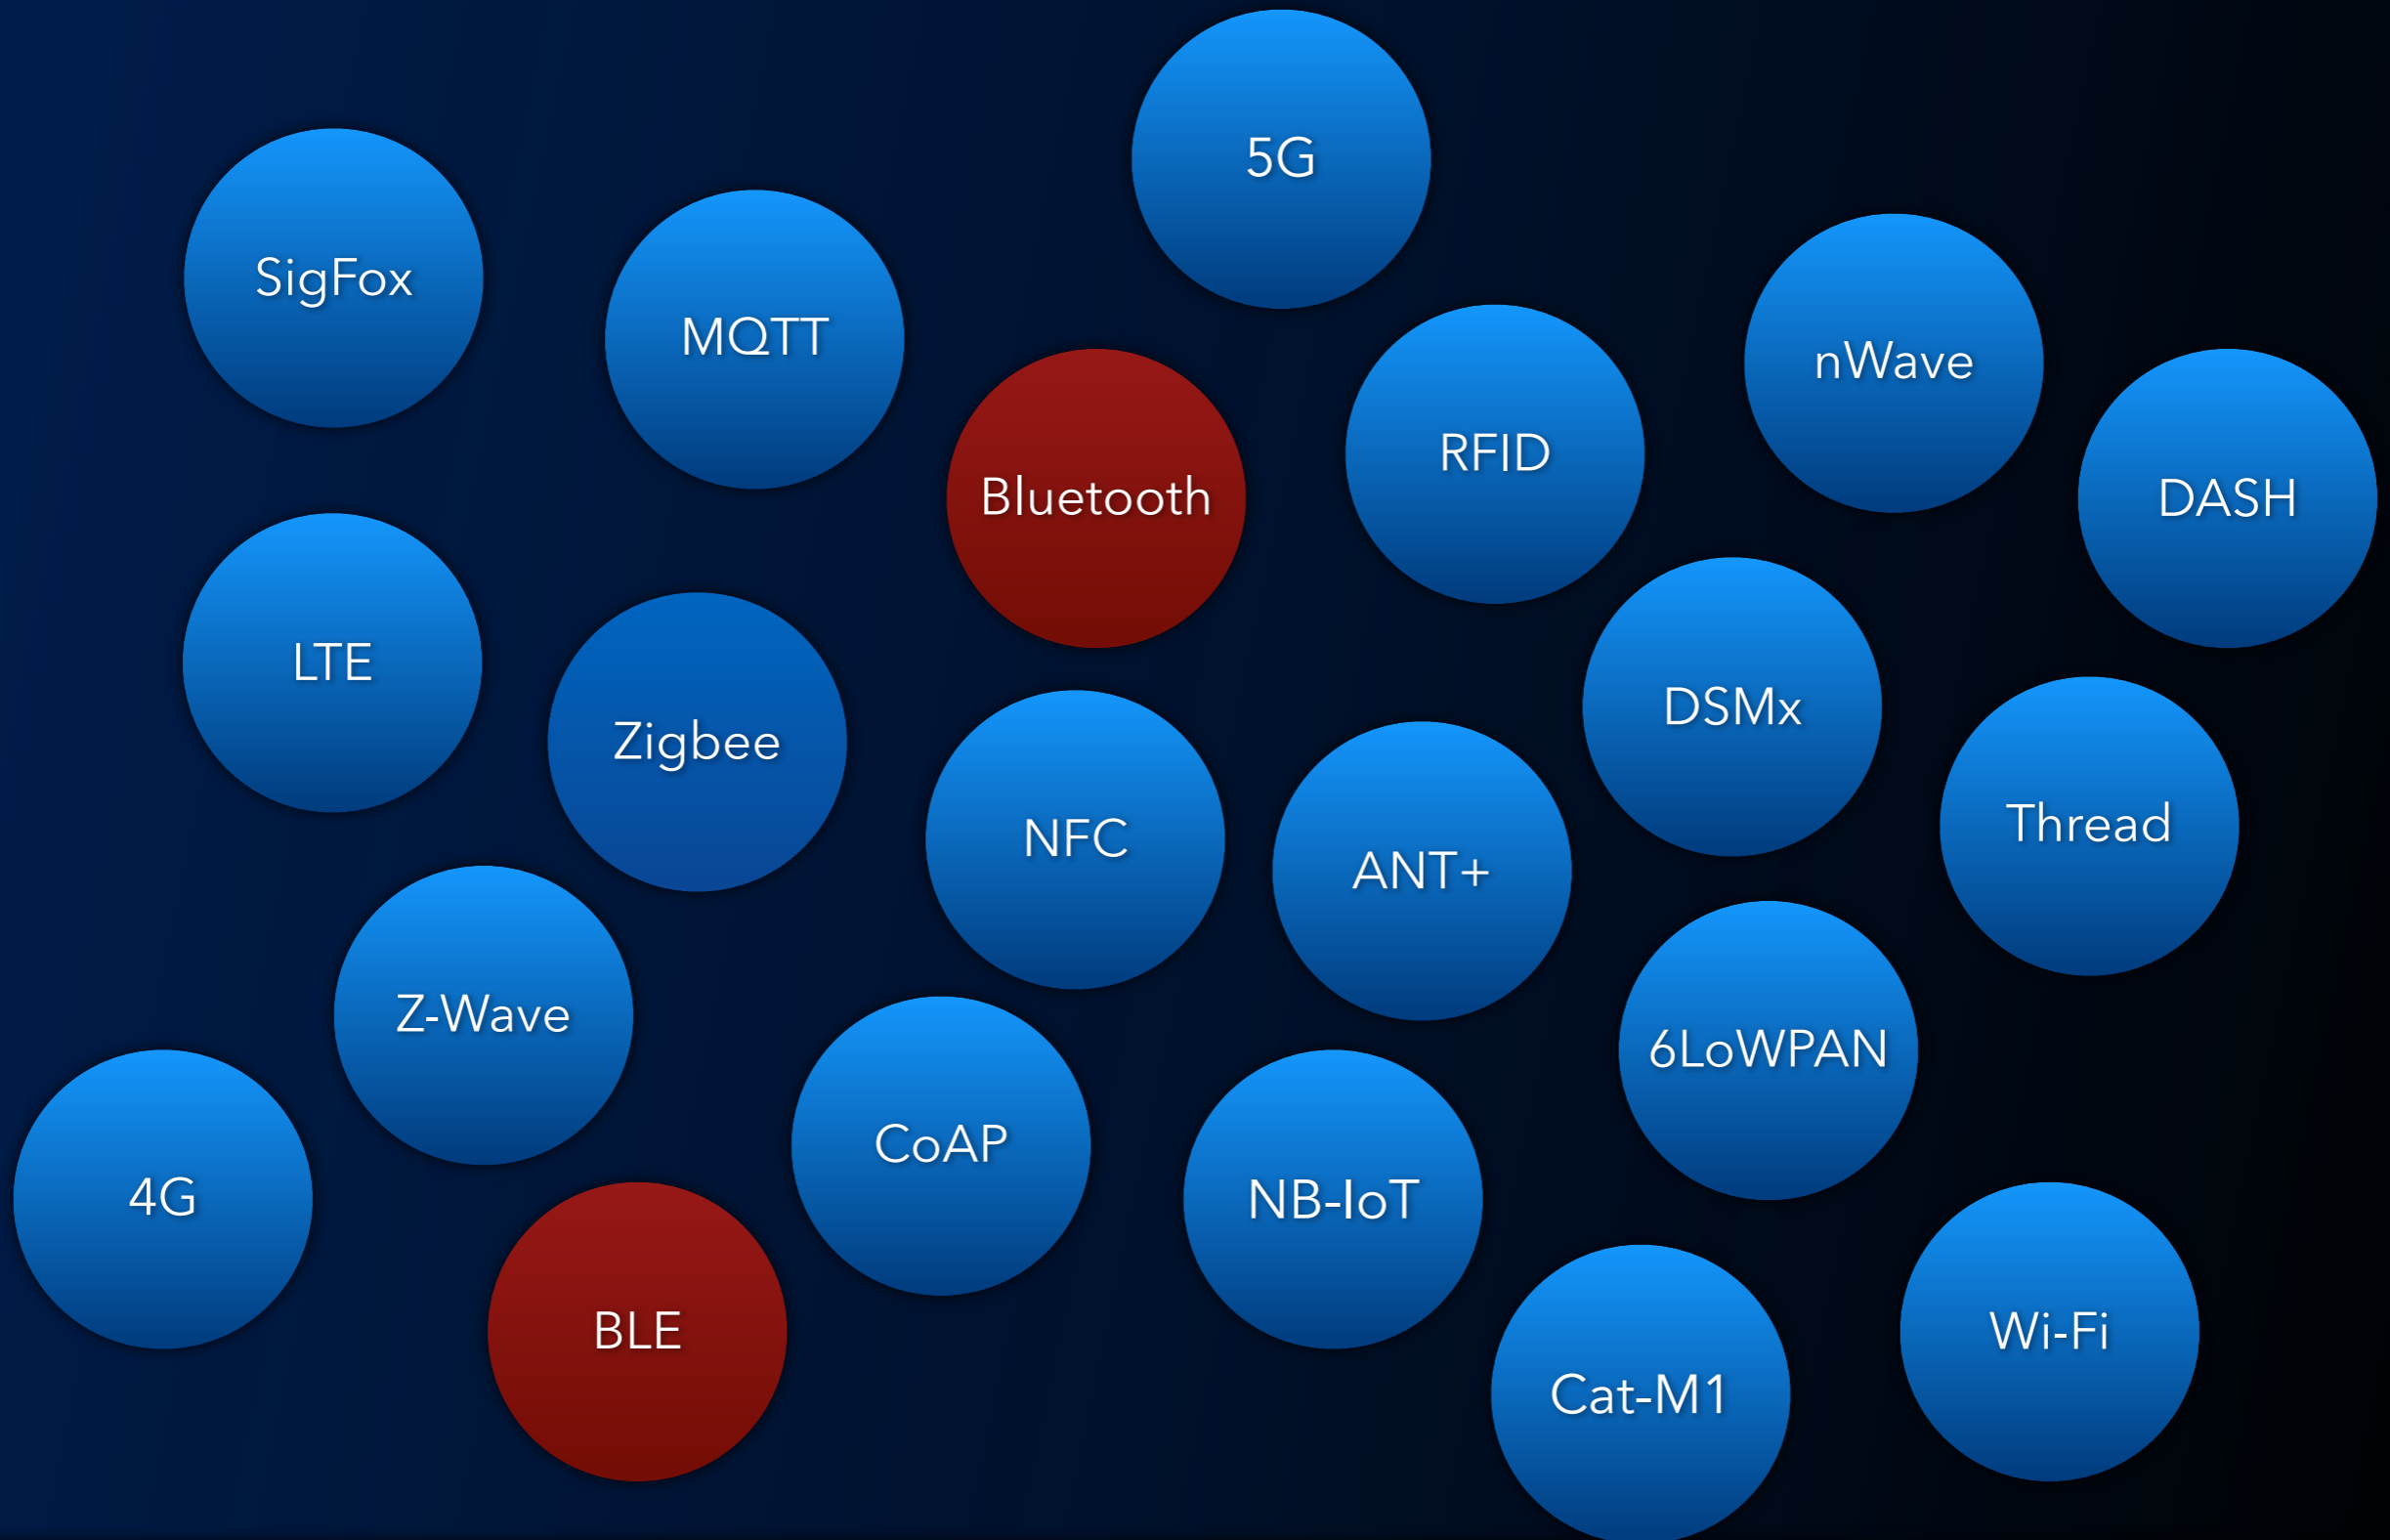 5G
SigFox
MQTT
nWave
RFID
Bluetooth
DASH
LTE
DSMx
Zigbee
Thread
NFC
ANT+
Z-Wave
6LoWPAN
CoAP
4G
NB-IoT
BLE
Wi-Fi
Cat-M1